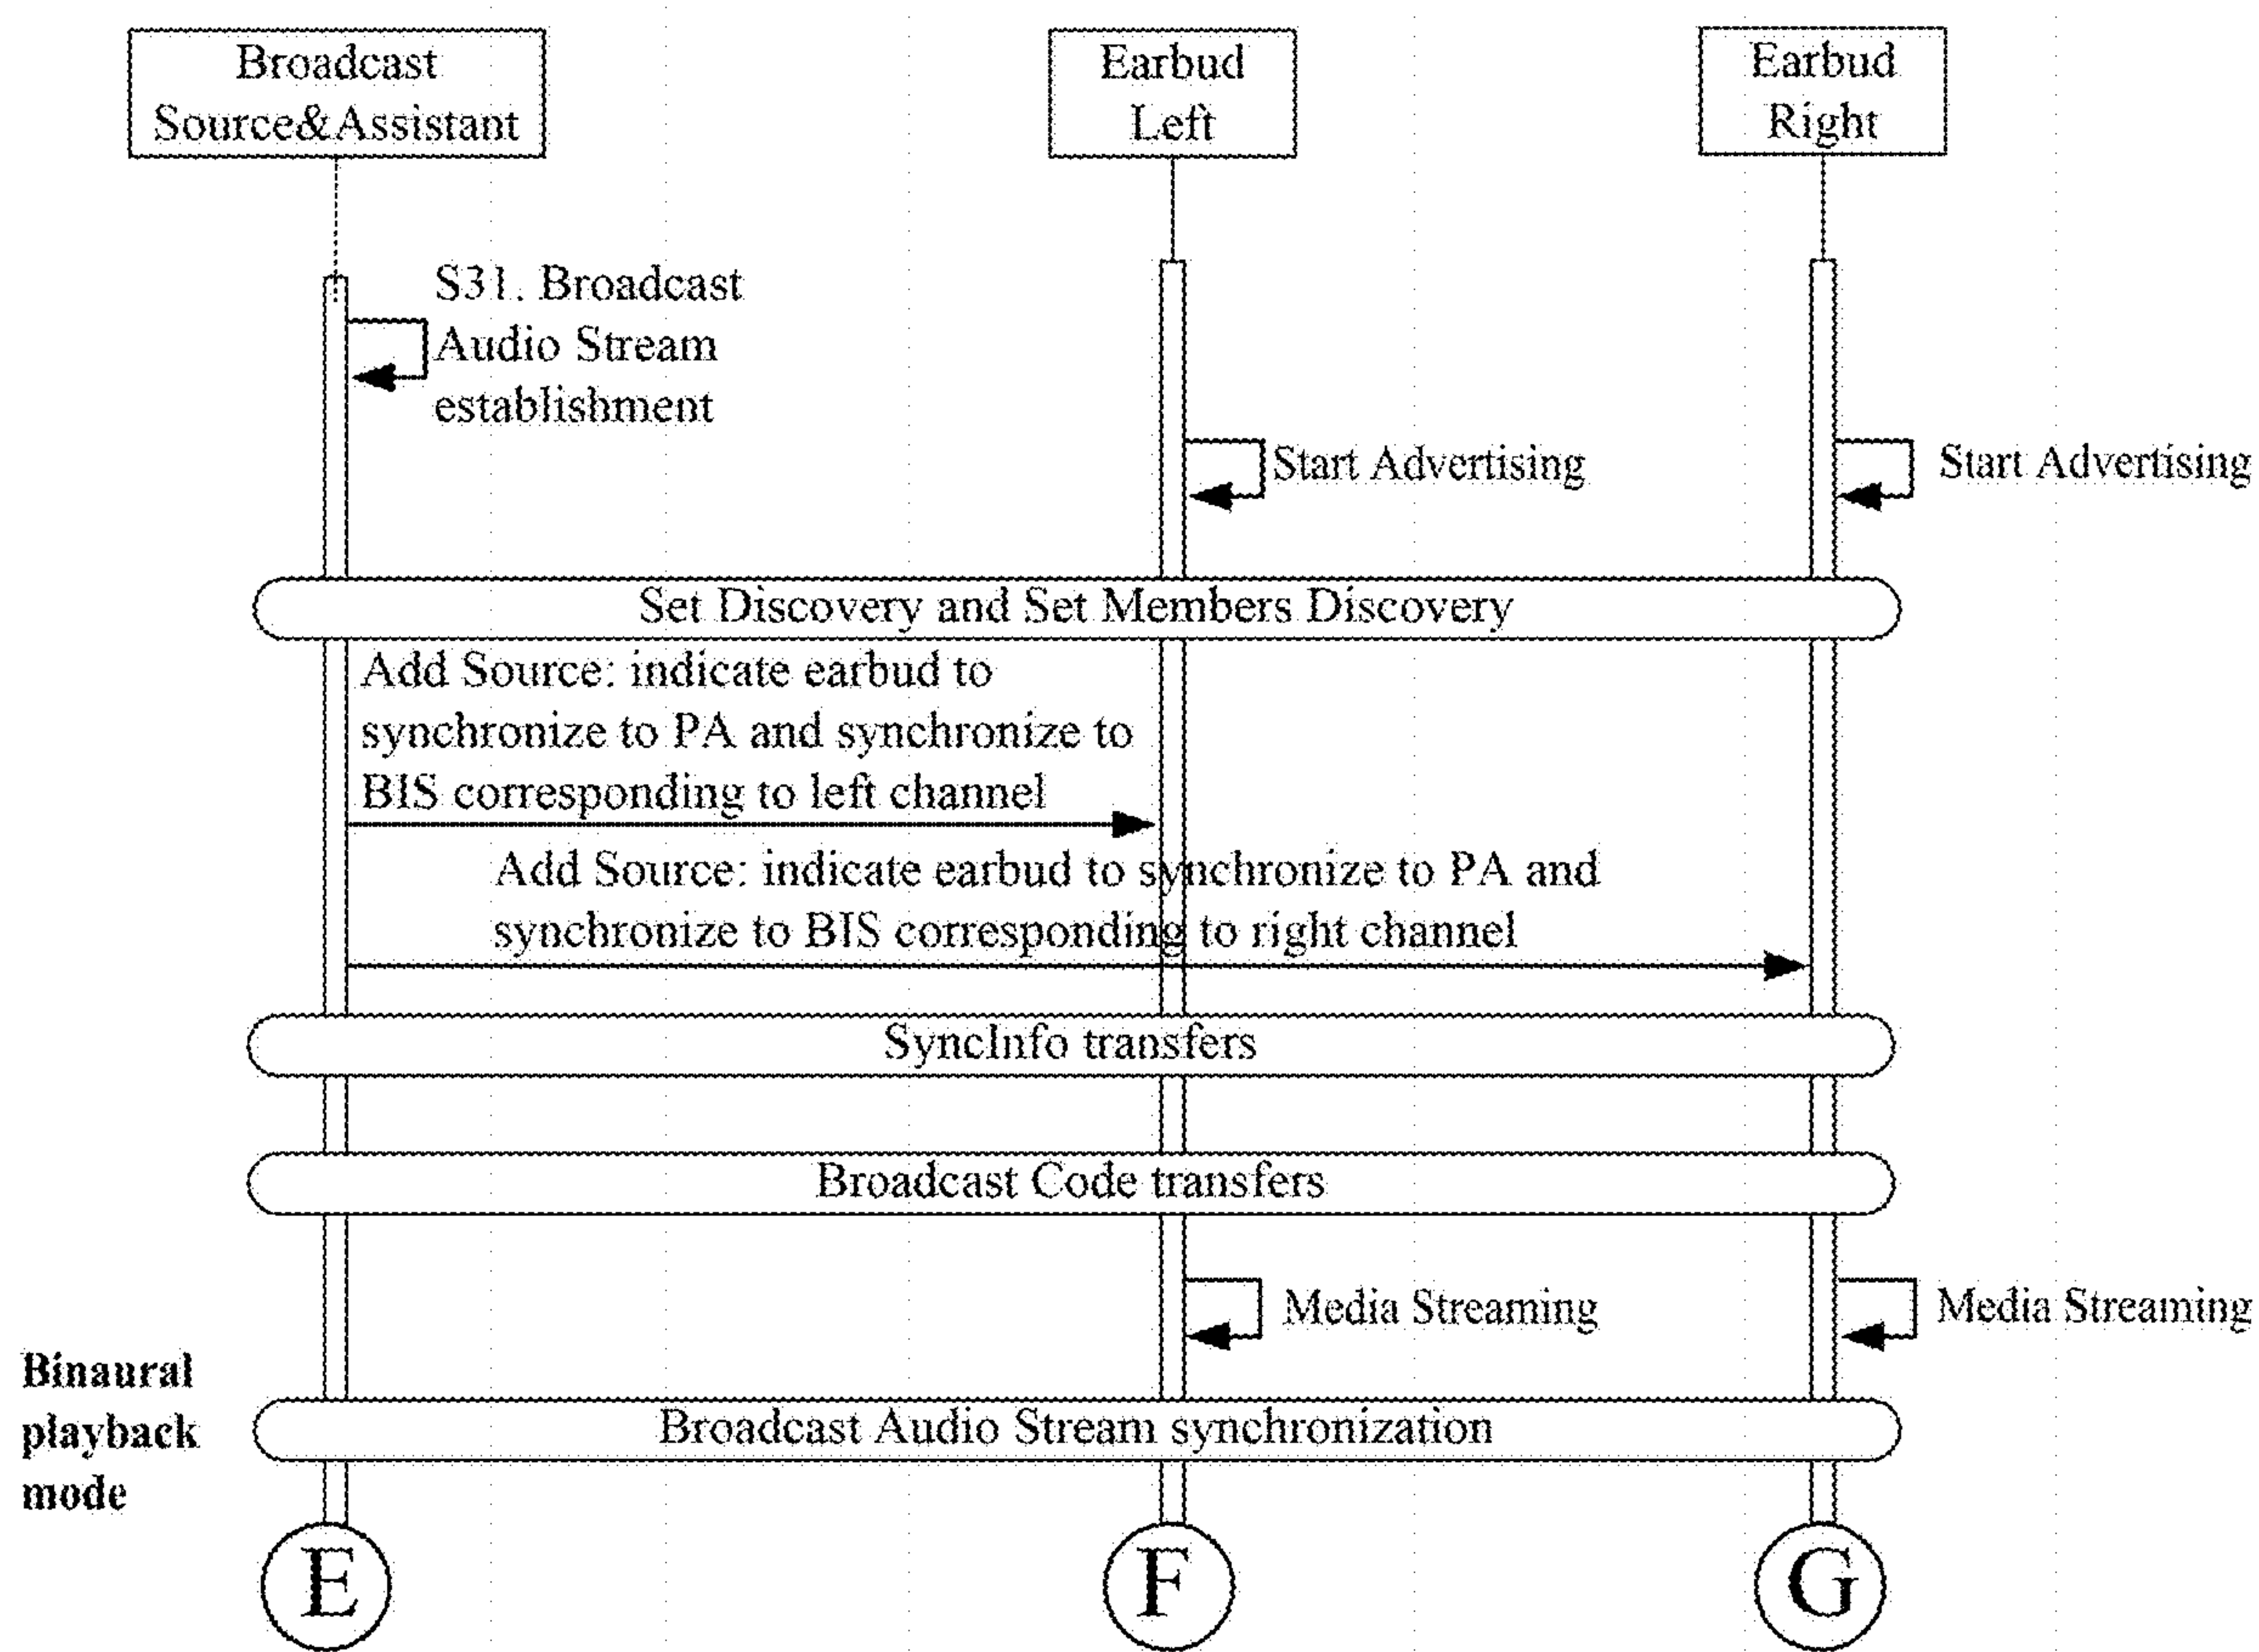 Broadcast
Source&Assistant
Earbud
Left
Earbud
Right
S31. Broadcast
Audio Stream
establishment
Start Advertising
Start Advertising
Set Discovery and Set Members Discovery
Add Source: indicate earbud to
synchronize to PA and synchronize to
BIS corresponding to left channel
Add Source: indicate earbud to synchronize to PA and
synchronize to BIS corresponding to right channel
SyncInfo transfers
Broadcast Code transfers
Media Streaming
Media Streaming
Binaural
playback
mode
Broadcast Audio Stream synchronization
E
F
G